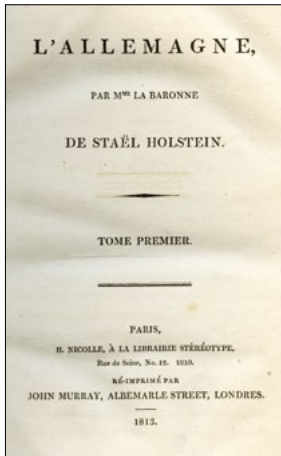 L'ALLEMAGNE,
PAR MME LA BARONNE
DE STAËL HOLSTEIN.
TOME PREMIER.
PARIS,
H. NICOLLE, À LA LIBRAIRIE STÉRÉOTYPE,
Rue de Seine, No. 12. 1810.
RÉ-IMPRIMÉ PAR
JOHN MURRAY, ALBEMARLE STREET, LONDRES.
1813.